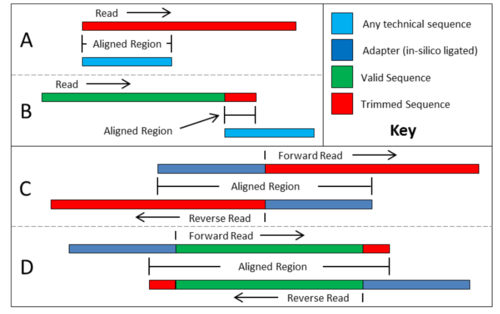 A
Read
Aligned Region
B
Read
Aligned Region
Any technical sequence
Adapter (in-silico ligated)
Valid Sequence
Trimmed Sequence
Key
C
Forward Read
Aligned Region
Reverse Read
D
Forward Read
Aligned Region
Reverse Read